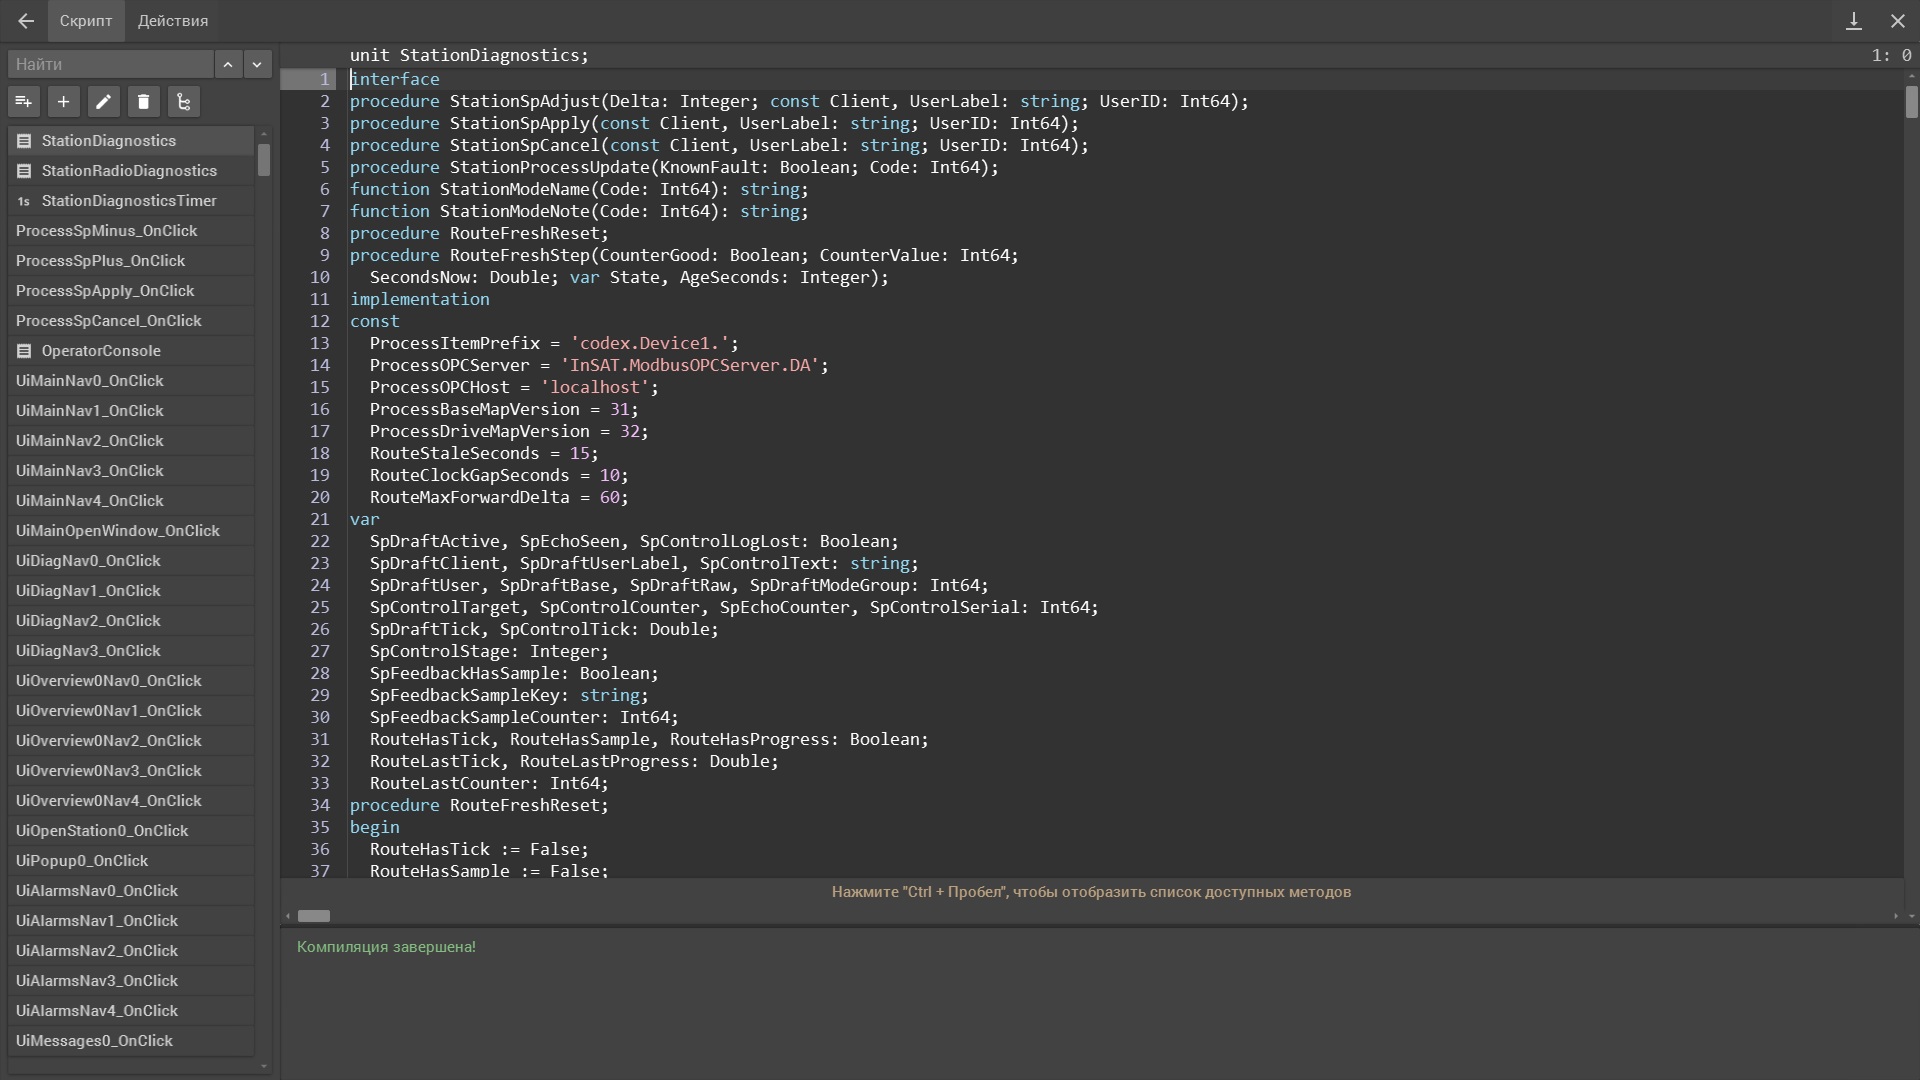 Скрипт
Действия
Найти
StationDiagnostics
StationRadioDiagnostics
1s StationDiagnosticsTimer
ProcessSpMinus_OnClick
ProcessSpPlus_OnClick
ProcessSpApply_OnClick
ProcessSpCancel_OnClick
OperatorConsole
UiMainNav0_OnClick
UiMainNav1_OnClick
UiMainNav2_OnClick
UiMainNav3_OnClick
UiMainNav4_OnClick
UiMainOpenWindow_OnClick
UiDiagNav0_OnClick
UiDiagNav1_OnClick
UiDiagNav2_OnClick
UiDiagNav3_OnClick
UiOverview0Nav0_OnClick
UiOverview0Nav1_OnClick
UiOverview0Nav2_OnClick
UiOverview0Nav3_OnClick
UiOverview0Nav4_OnClick
UiOpenStation0_OnClick
UiPopup0_OnClick
UiAlarmsNav0_OnClick
UiAlarmsNav1_OnClick
UiAlarmsNav2_OnClick
UiAlarmsNav3_OnClick
UiAlarmsNav4_OnClick
UiMessages0_OnClick
unit StationDiagnostics;
1: 0
1 interface
2 procedure StationSpAdjust(Delta: Integer; const Client, UserLabel: string; UserID: Int64);
3 procedure StationSpApply(const Client, UserLabel: string; UserID: Int64);
4 procedure StationSpCancel(const Client, UserLabel: string; UserID: Int64);
5 procedure StationProcessUpdate(KnownFault: Boolean; Code: Int64);
6 function StationModeName(Code: Int64): string;
7 function StationModeNote(Code: Int64): string;
8 procedure RouteFreshReset;
9 procedure RouteFreshStep(CounterGood: Boolean; CounterValue: Int64;
10   SecondsNow: Double; var State, AgeSeconds: Integer);
11 implementation
12 const
13   ProcessItemPrefix = 'codex.Device1.';
14   ProcessOPCServer = 'InSAT.ModbusOPCServer.DA';
15   ProcessOPCHost = 'localhost';
16   ProcessBaseMapVersion = 31;
17   ProcessDriveMapVersion = 32;
18   RouteStaleSeconds = 15;
19   RouteClockGapSeconds = 10;
20   RouteMaxForwardDelta = 60;
21 var
22   SpDraftActive, SpEchoSeen, SpControlLogLost: Boolean;
23   SpDraftClient, SpDraftUserLabel, SpControlText: string;
24   SpDraftUser, SpDraftBase, SpDraftRaw, SpDraftModeGroup: Int64;
25   SpControlTarget, SpControlCounter, SpEchoCounter, SpControlSerial: Int64;
26   SpDraftTick, SpControlTick: Double;
27   SpControlStage: Integer;
28   SpFeedbackHasSample: Boolean;
29   SpFeedbackSampleKey: string;
30   SpFeedbackSampleCounter: Int64;
31   RouteHasTick, RouteHasSample, RouteHasProgress: Boolean;
32   RouteLastTick, RouteLastProgress: Double;
33   RouteLastCounter: Int64;
34 procedure RouteFreshReset;
35 begin
36   RouteHasTick := False;
37   RouteHasSample := False;
Нажмите "Ctrl + Пробел", чтобы отобразить список доступных методов
Компиляция завершена!